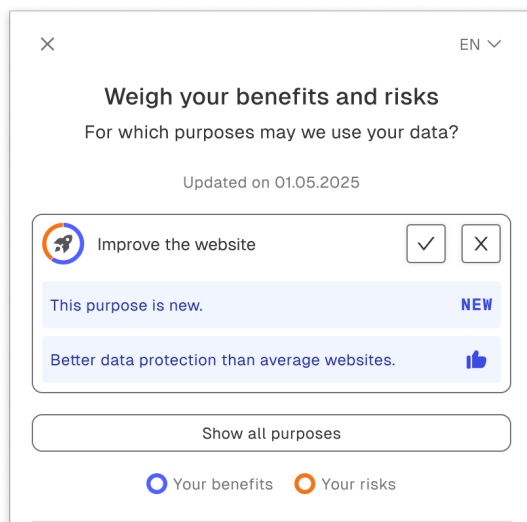 EN
Weigh your benefits and risks
For which purposes may we use your data?
Updated on 01.05.2025
Improve the website
This purpose is new. NEW
Better data protection than average websites.
Show all purposes
Your benefits Your risks